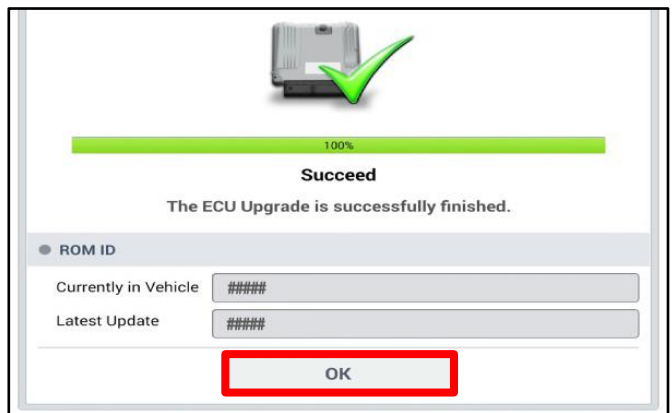 100%
Succeed
The ECU Upgrade is successfully finished.
ROM ID
Currently in Vehicle #####
Latest Update #####
OK